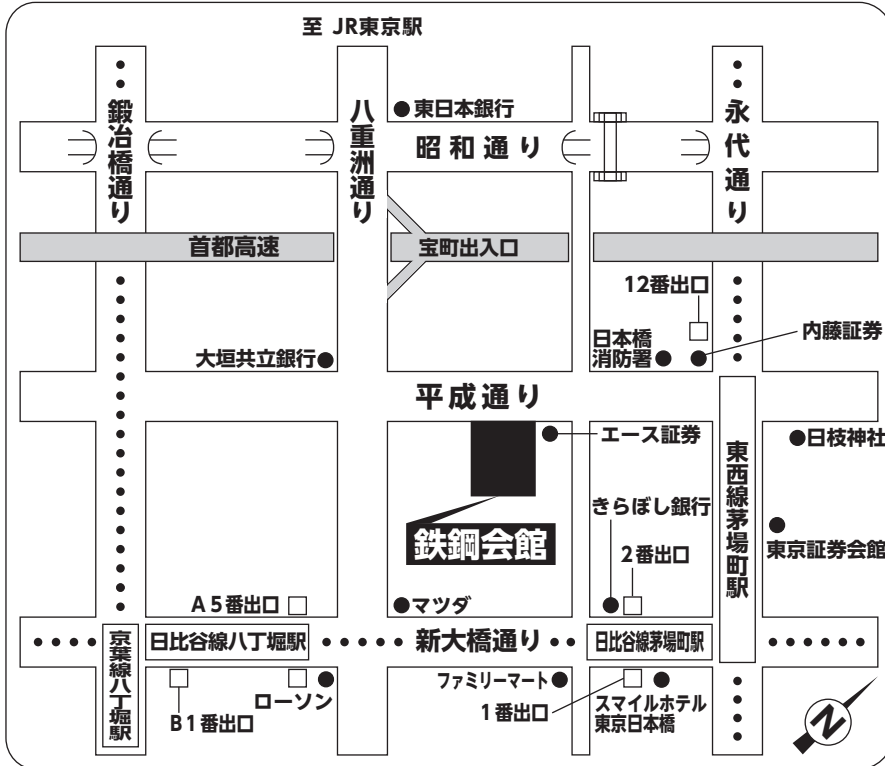 至 JR東京駅
鍛冶橋通り
八重洲通り
東日本銀行
昭和通り
永代通り
首都高速
宝町出入口
12番出口
日本橋
消防署
内藤証券
大垣共立銀行
平成通り
エース証券
日枝神社
東西線茅場町駅
きらぼし銀行
鉄鋼会館
2番出口
東京証券会館
A5番出口
マツダ
京葉線八丁堀駅
日比谷線八丁堀駅
新大橋通り
日比谷線茅場町駅
B1番出口
ローソン
ファミリーマート
1番出口
スマイルホテル
東京日本橋
N